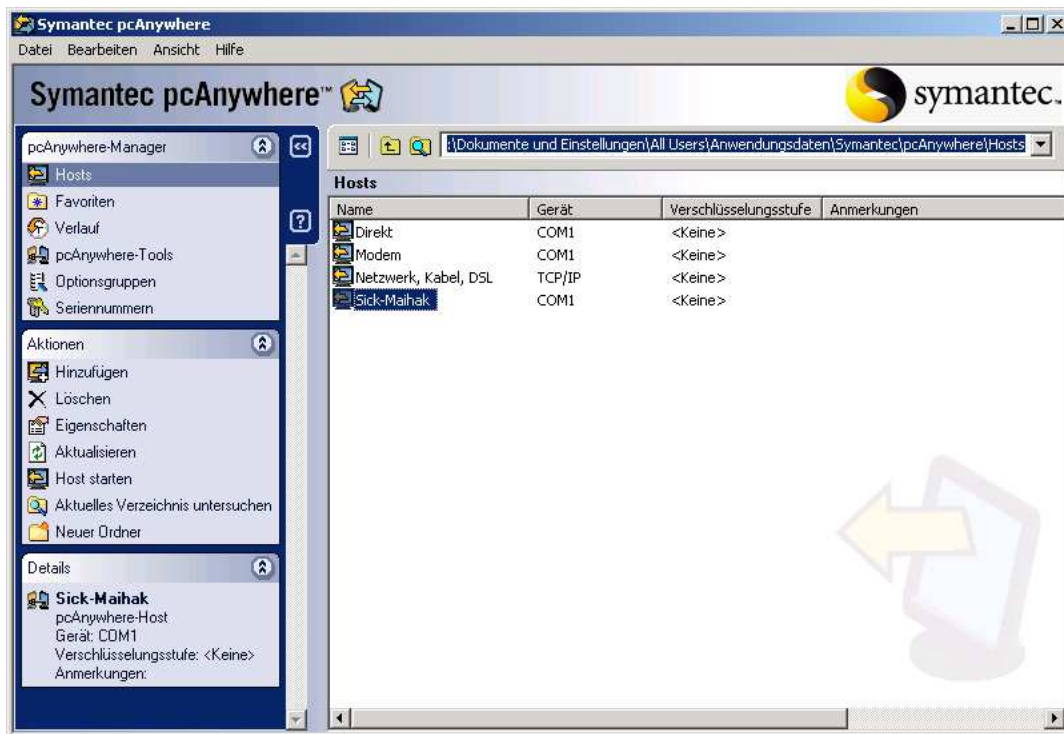 Symantec pcAnywhere
Datei Bearbeiten Ansicht Hilfe
Symantec pcAnywhere™
symantec.
pcAnywhere-Manager
Hosts
Favoriten
Verlauf
pcAnywhere-Tools
Optionsgruppen
Seriennummern
Aktionen
Hinzufügen
Löschen
Eigenschaften
Aktualisieren
Host starten
Aktuelles Verzeichnis untersuchen
Neuer Ordner
Details
Sick-Maihak
pcAnywhere-Host
Gerät: COM1
Verschlüsselungsstufe: <Keine>
Anmerkungen:
:\Dokumente und Einstellungen\All Users\Anwendungsdaten\Symantec\pcAnywhere\Hosts
Hosts
Name Gerät Verschlüsselungsstufe Anmerkungen
Direkt COM1 <Keine>
Modem COM1 <Keine>
Netzwerk, Kabel, DSL TCP/IP <Keine>
Sick-Maihak COM1 <Keine>